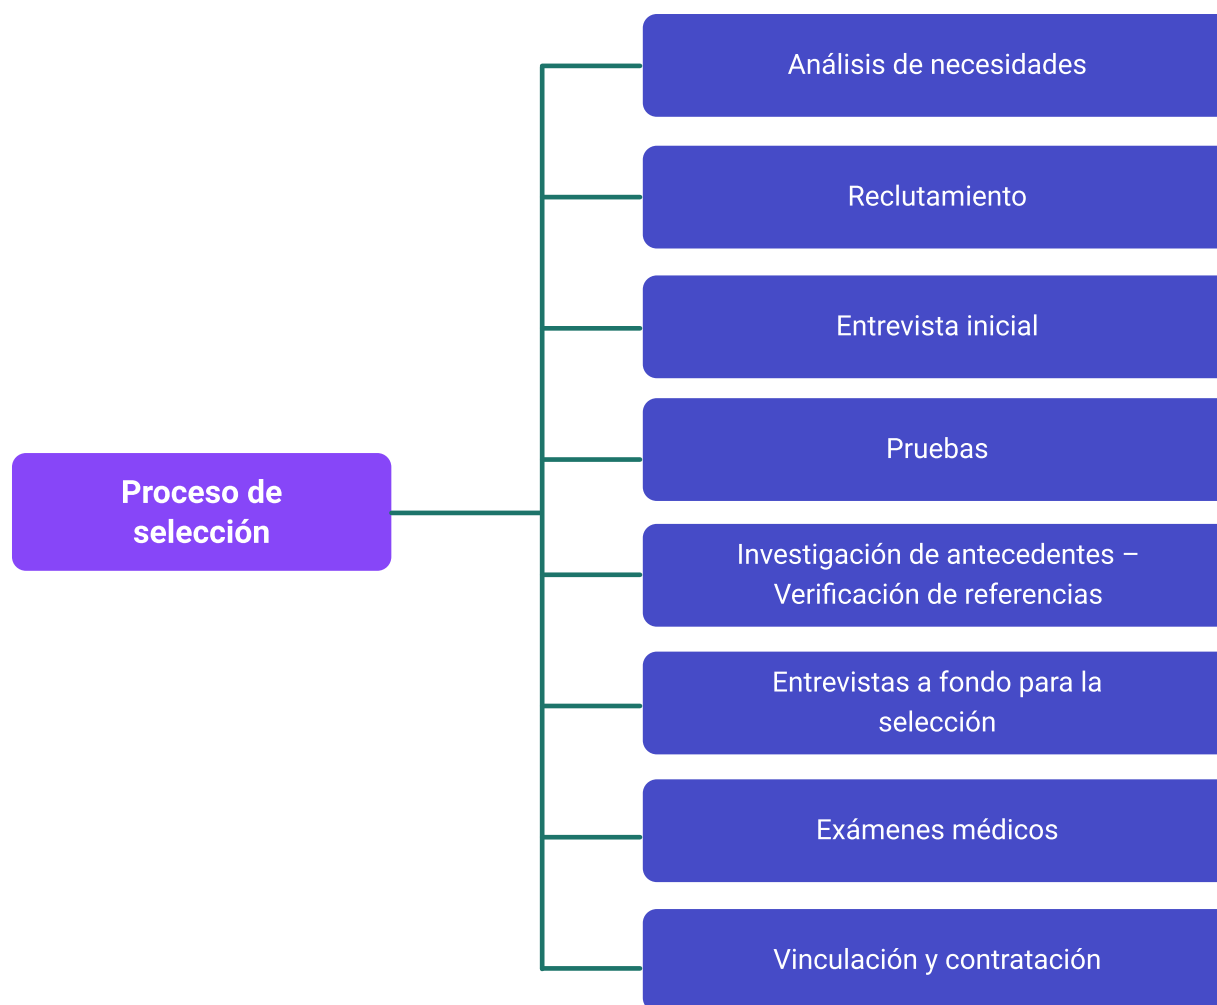 Análisis de necesidades
Reclutamiento
Entrevista inicial
Pruebas
Proceso de
selección
Investigación de antecedentes –
Verificación de referencias
Entrevistas a fondo para la
selección
Exámenes médicos
Vinculación y contratación